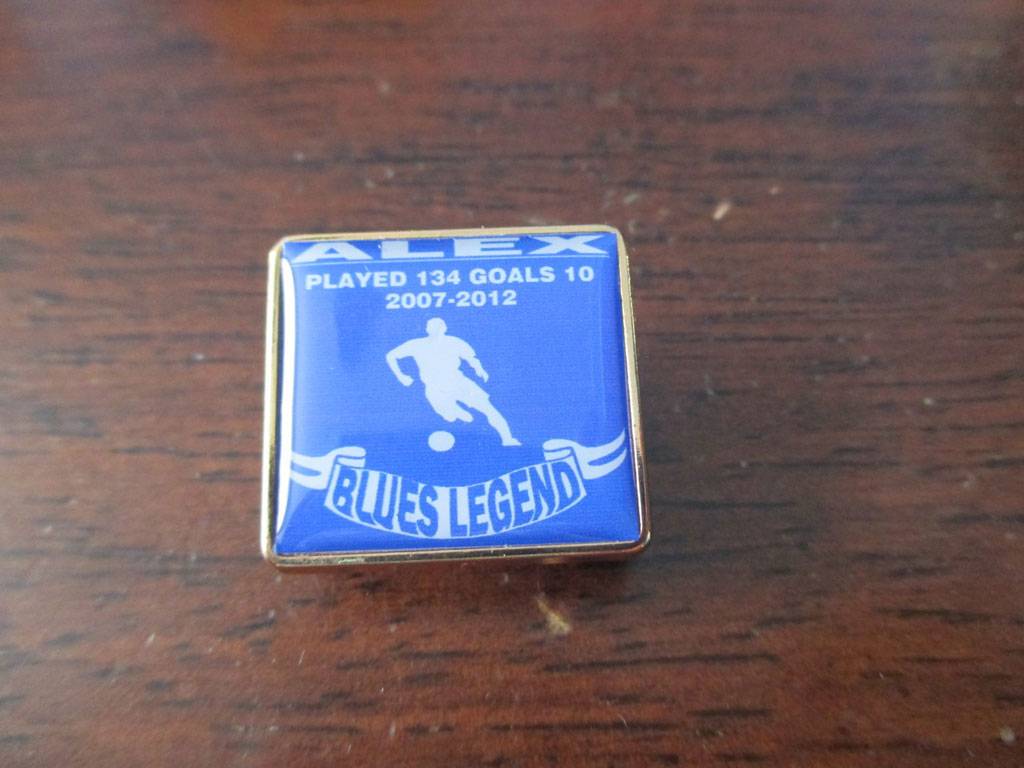 ALEX
PLAYED 134 GOALS 10
2007-2012
BLUES LEGEND